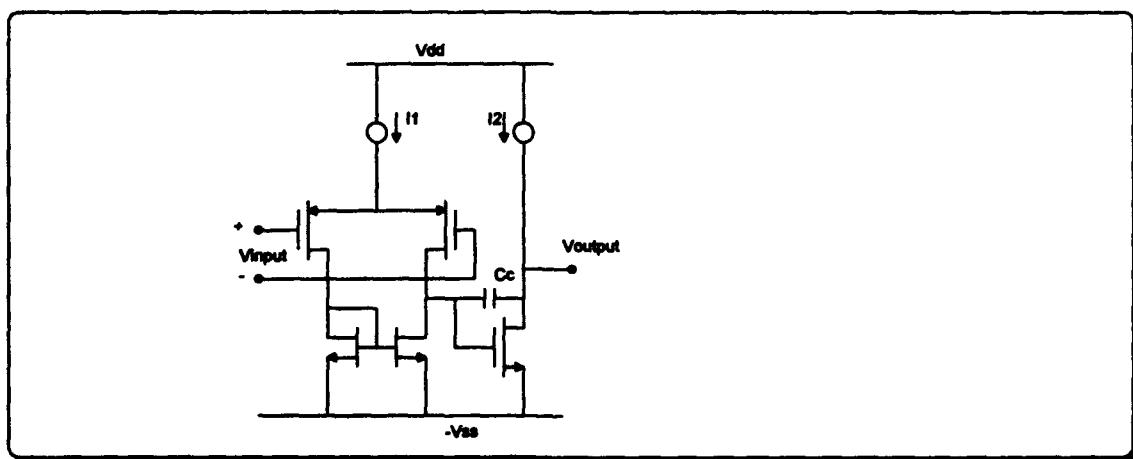 Vdd
I1
I2
+
Vinput
-
Voutput
Cc
-Vss